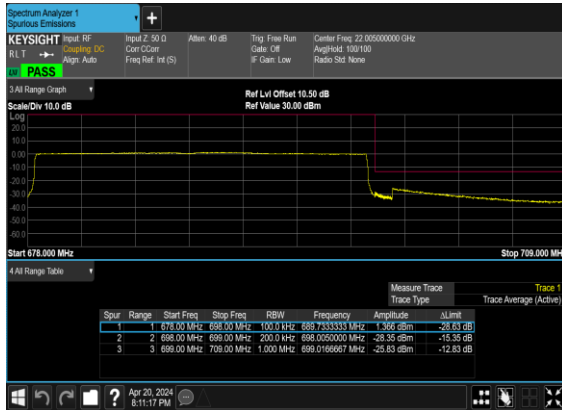 Spectrum Analyzer 1
Spurious Emissions
+
KEYSIGHT Input: RF Input Z: 50 Ω Atten: 40 dB Trig: Free Run Center Freq: 22.005000000 GHz
RLT Coupling: DC Corr CCorr Gate: Off Avg|Hold: 100/100
Align: Auto Freq Ref: Int (S) IF Gain: Low Radio Std: None
PASS
3 All Range Graph
Ref Lvl Offset 10.50 dB
Scale/Div 10.0 dB Ref Value 30.00 dBm
Log
20.0
10.0
0.00
-10.0
-20.0
-30.0
-40.0
-50.0
-60.0
Start 678.000 MHz Stop 709.000 MHz
4 All Range Table
Measure Trace Trace 1
Trace Type Trace Average (Active)
Spur Range Start Freq Stop Freq RBW Frequency Amplitude ΔLimit
1 1 678.00 MHz 698.00 MHz 100.0 kHz 689.7333333 MHz 1.366 dBm -28.63 dB
2 2 698.00 MHz 699.00 MHz 200.0 kHz 698.0050000 MHz -28.35 dBm -15.35 dB
3 3 699.00 MHz 709.00 MHz 1.000 MHz 699.0166667 MHz -25.83 dBm -12.83 dB
? Apr 20, 2024
8:11:17 PM